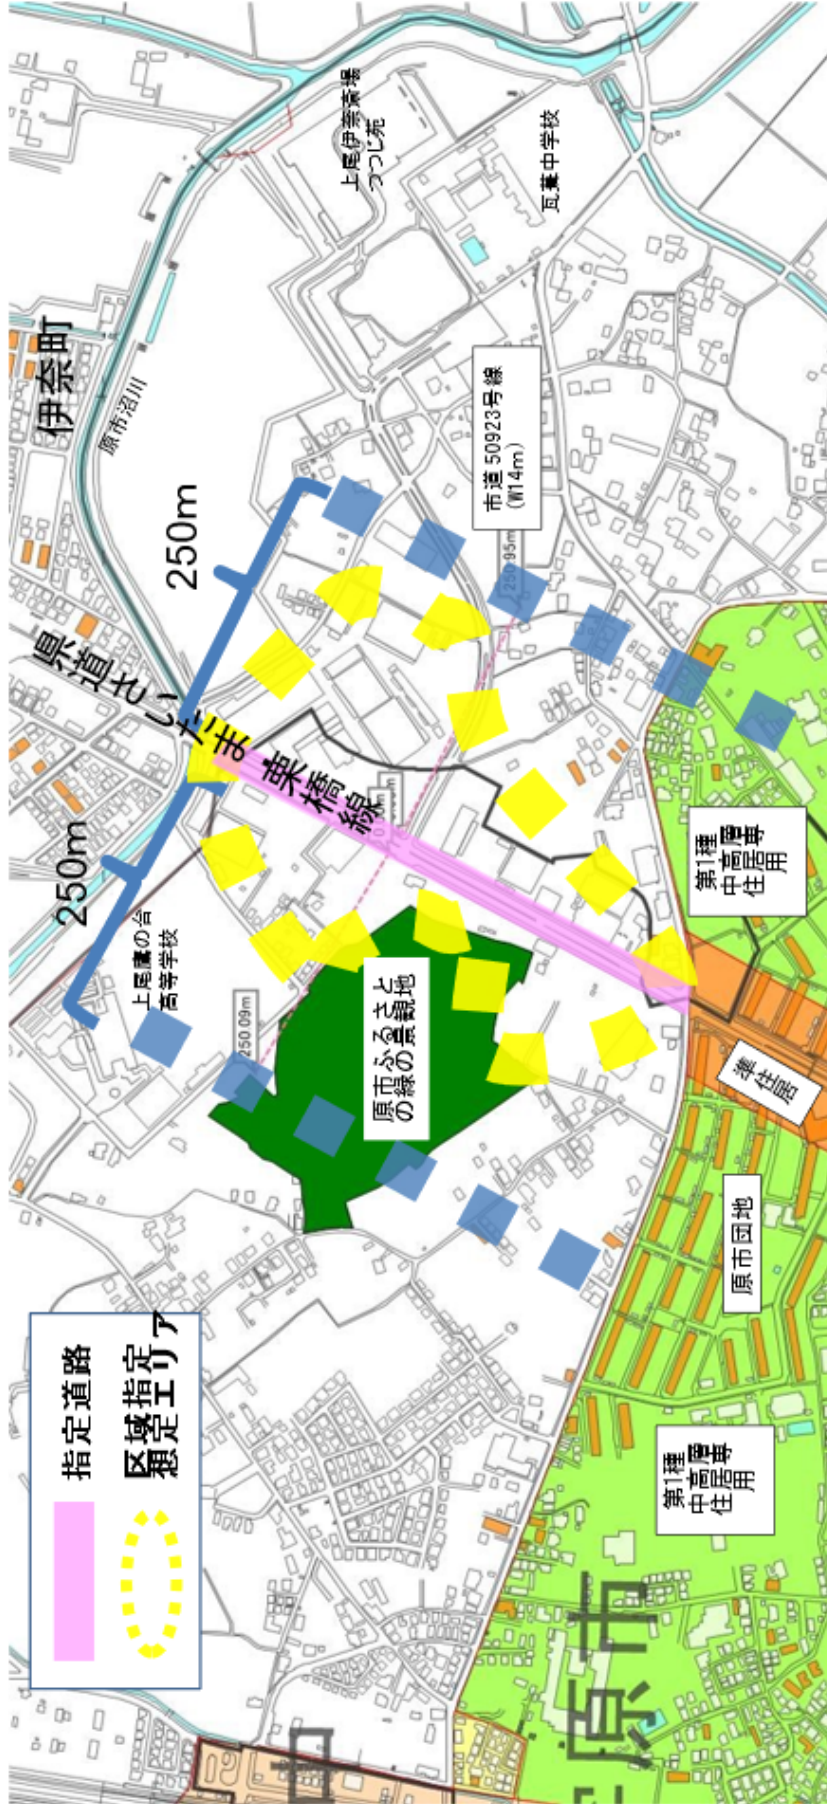 指定道路
区域指定
想定エリア
伊奈町
原市沼川
250m
250m
県道さいたま栗橋線
上尾伊奈斎場
つつじ苑
瓦葺中学校
市道50923号線
(W14m)
250.95m
上尾鷹の台
高等学校
250.09m
原市ふるさと
の緑の景観地
第1種
中高層
住居専
用
準住居
原市団地
第1種
中高層
住居専
用
原市